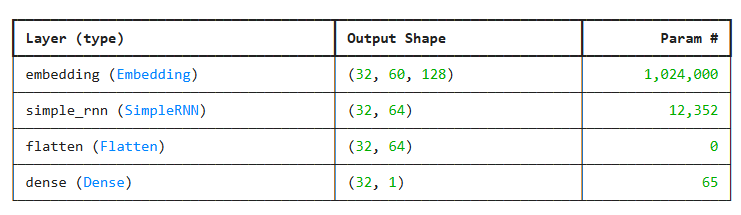 Layer (type) Output Shape Param #
embedding (Embedding) (32, 60, 128) 1,024,000
simple_rnn (SimpleRNN) (32, 64) 12,352
flatten (Flatten) (32, 64) 0
dense (Dense) (32, 1) 65